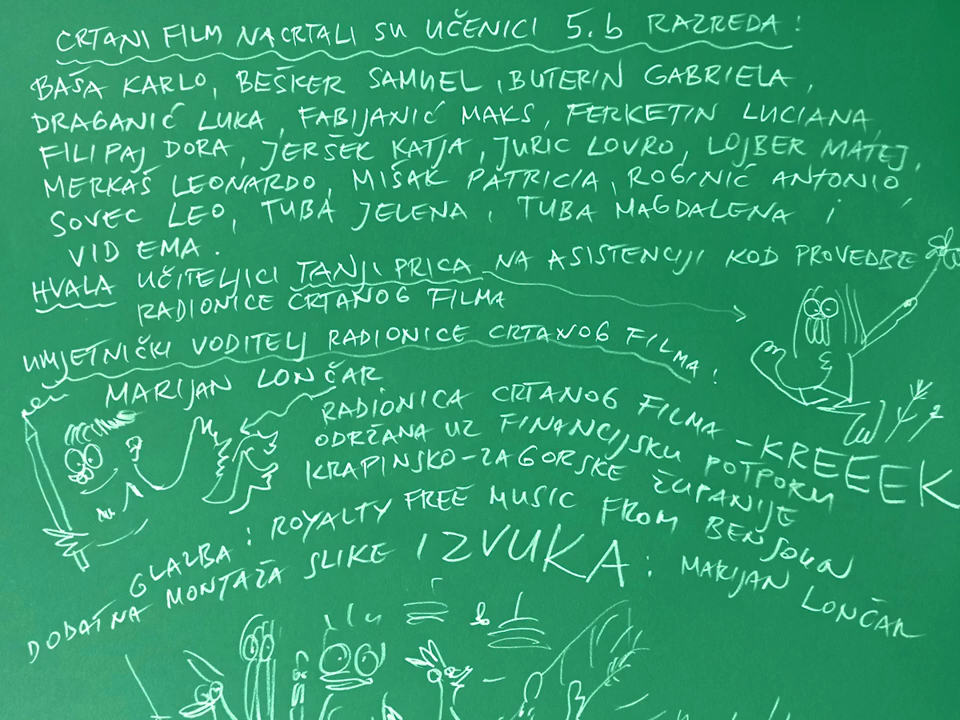 CRTANI FILM NACRTALI SU UČENICI 5.b RAZREDA:
BAŠA KARLO, BEŠKER SAMUEL, BUTERIN GABRIELA,
DRAGANIĆ LUKA, FABIJANIĆ MAKS, FERKETIN LUCIANA,
FILIPAJ DORA, JERŠEK KATJA, JURIC LOVRO, LOJBER MATEJ,
MERKAŠ LEONARDO, MIŠAK PATRICIA, ROGINIĆ ANTONIO,
SOVEC LEO, TUBA JELENA, TUBA MAGDALENA i
VID EMA.
HVALA UČITELJICI TANJI PRICA NA ASISTENCIJI KOD PROVEDBE
RADIONICE CRTANOG FILMA
UMJETNIČKI VODITELJ RADIONICE CRTANOG FILMA:
MARIJAN LONČAR
RADIONICA CRTANOG FILMA - KREEEK
ODRŽANA UZ FINANCIJSKU POTPORU
KRAPINSKO-ZAGORSKE ŽUPANIJE
GLAZBA: ROYALTY FREE MUSIC FROM BENSOUN
DODATNA MONTAŽA SLIKE I ZVUKA: MARIJAN LONČAR